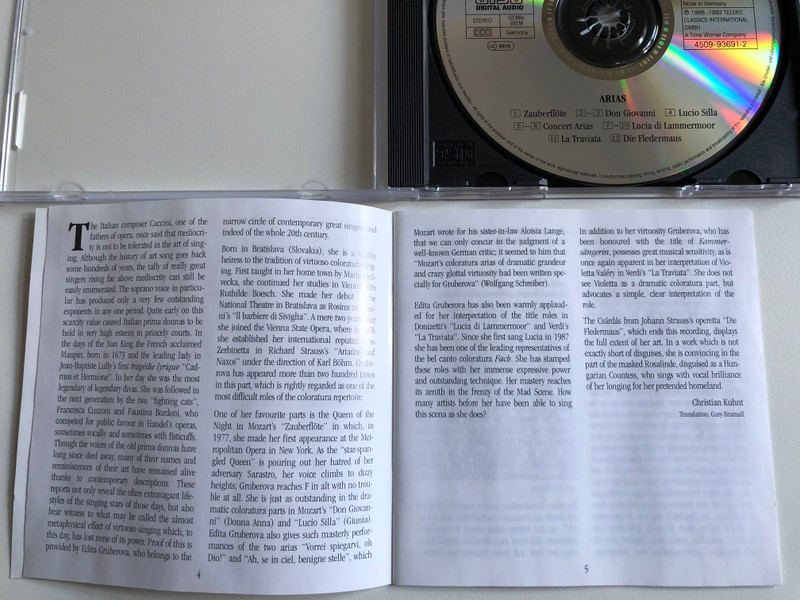 DIGITAL AUDIO
STEREO
BIEM
DDD
Germany
LC 6019
Made in Germany
℗ 1988-1992 TELDEC
CLASSICS INTERNATIONAL
GMBH
A Time Warner Company
4509-93691-2
ARIAS
1 Zauberflöte 2–3 Don Giovanni 4 Lucio Silla
5–6 Concert Arias 7–10 Lucia di Lammermoor
11 La Traviata 12 Die Fledermaus
The Italian composer Caccini, one of the
fathers of opera, once said that mediocri-
ty is not to be tolerated in the art of sing-
ing. Although the history of art song goes back
some hundreds of years, the tally of really great
singers rising far above mediocrity can still be
easily enumerated. The soprano voice in particu-
lar has produced only a very few outstanding
exponents in any one period. Quite early on this
scarcity value caused Italian prima donnas to be
held in very high esteem in princely courts. In
the days of the Sun King the French acclaimed
Maupin, born in 1673 and the leading lady in
Jean-Baptiste Lully's first tragédie lyrique "Cad-
mus et Hermione". In her day she was the most
legendary of legendary divas. She was followed in
the next generation by the two "fighting cats",
Francesca Cuzzoni and Faustina Bordoni, who
competed for public favour in Handel's operas,
sometimes vocally and sometimes with fisticuffs.
Though the voices of the old prima donnas have
long since died away, many of their names and
reminiscences of their art have remained alive
thanks to contemporary descriptions. These
reports not only reveal the often extravagant life-
styles of the singing stars of those days, but also
bear witness to what may be called the almost
metaphysical effect of virtuoso singing which, to
this day, has lost none of its power. Proof of this is
provided by Edita Gruberova, who belongs to the
narrow circle of contemporary great singers and
indeed of the whole 20th century.
Born in Bratislava (Slovakia), she is a worthy
heiress to the tradition of virtuoso coloratura sing-
ing. First taught in her home town by Maria
vecka, she continued her studies in Vienna with
Ruthilde Boesch. She made her debut
National Theatre in Bratislava as Rosina in
ni's "Il barbiere di Siviglia". A mere two years
she joined the Vienna State Opera, where
she established her international reputation as
Zerbinetta in Richard Strauss's "Ariadne auf
Naxos" under the direction of Karl Böhm. Grube-
rova has appeared more than two hundred times
in this part, which is rightly regarded as one of the
most difficult roles of the coloratura repertoire.
One of her favourite parts is the Queen of the
Night in Mozart's "Zauberflöte" in which, in
1977, she made her first appearance at the Met-
ropolitan Opera in New York. As the "star-span-
gled Queen" is pouring out her hatred of her
adversary Sarastro, her voice climbs to dizzy
heights; Gruberova reaches F in alt with no trou-
ble at all. She is just as outstanding in the dra-
matic coloratura parts in Mozart's "Don Giovan-
ni" (Donna Anna) and "Lucio Silla" (Giunia).
Edita Gruberova also gives such masterly perfor-
mances of the two arias "Vorrei spiegarvi, oh
Dio!" and "Ah, se in ciel, benigne stelle", which
4
Mozart wrote for his sister-in-law Aloisia Lange,
that we can only concur in the judgment of a
well-known German critic; it seemed to him that
"Mozart's coloratura arias of dramatic grandeur
and crazy glottal virtuosity had been written spe-
cially for Gruberova" (Wolfgang Schreiber).
Edita Gruberova has also been warmly applaud-
ed for her interpretation of the title roles in
Donizetti's "Lucia di Lammermoor" and Verdi's
"La Traviata". Since she first sang Lucia in 1987
she has been one of the leading representatives of
the bel canto coloratura Fach. She has stamped
these roles with her immense expressive power
and outstanding technique. Her mastery reaches
its zenith in the frenzy of the Mad Scene. How
many artists before her have been able to sing
this scene as she does?
In addition to her virtuosity Gruberova, who has
been honoured with the title of Kammer-
sängerin, possesses great musical sensitivity, as is
once again apparent in her interpretation of Vio-
letta Valéry in Verdi's "La Traviata". She does not
see Violetta as a dramatic coloratura part, but
advocates a simple, clear interpretation of the
role.
The Csárdás from Johann Strauss's operetta "Die
Fledermaus", which ends this recording, displays
the full extent of her art. In a work which is not
exactly short of disguises, she is convincing in the
part of the masked Rosalinde, disguised as a Hun-
garian Countess, who sings with vocal brilliance
of her longing for her pretended homeland.
Christian Kuhnt
Translation: Gary Bramall
5